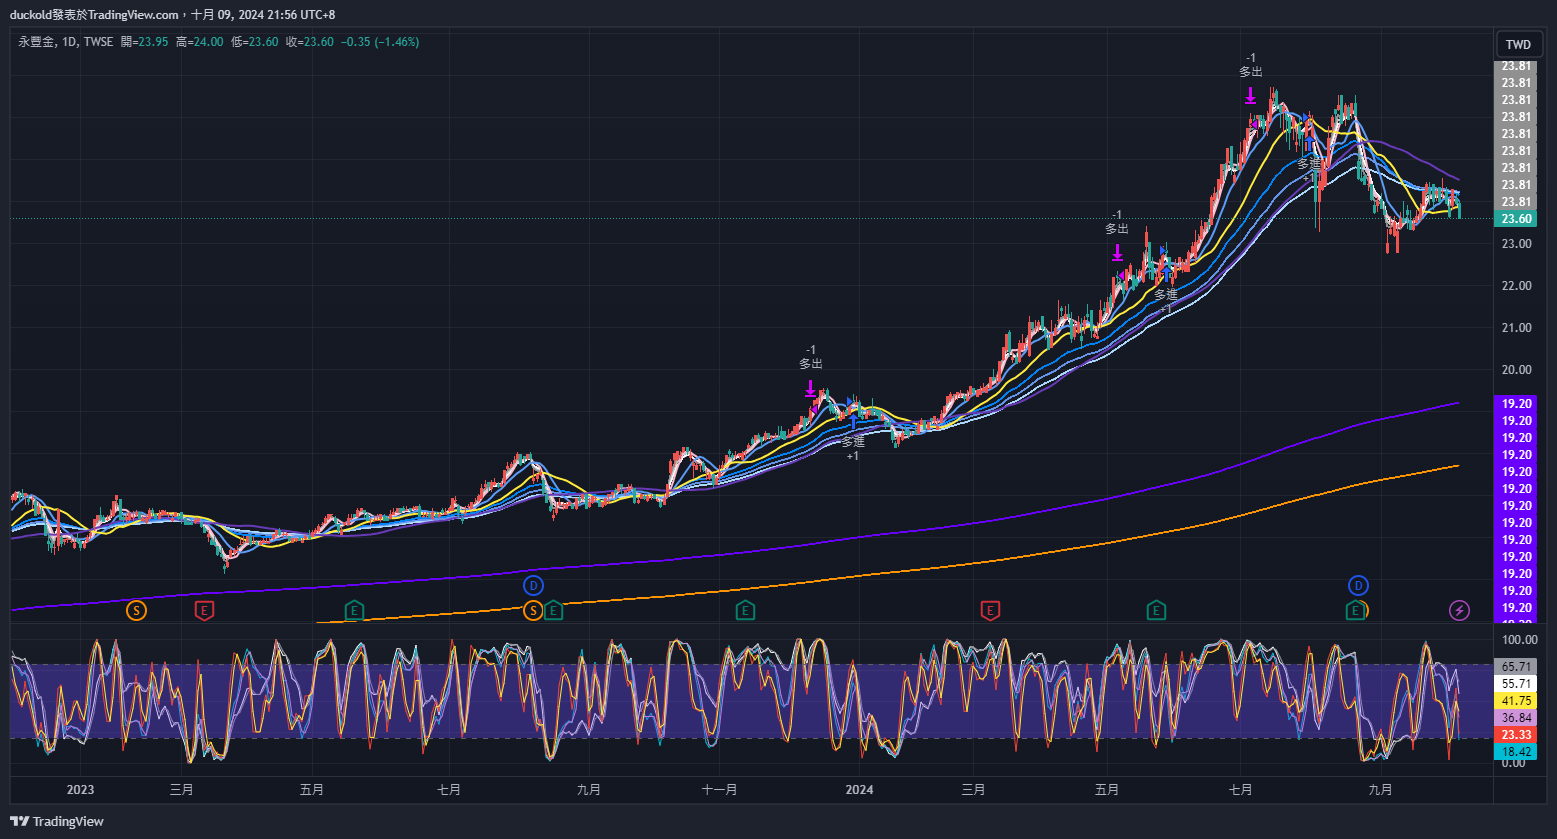 duckold發表於TradingView.com，十月 09, 2024 21:56 UTC+8
永豐金, 1D, TWSE 開=23.95 高=24.00 低=23.60 收=23.60 −0.35 (−1.46%)
TWD
23.81
23.81
23.81
23.81
23.81
23.81
23.81
23.81
23.81
23.60
23.00
22.00
21.00
20.00
19.20
19.20
19.20
19.20
19.20
19.20
19.20
19.20
19.20
19.20
19.20
19.20
19.20
19.20
-1
多出
多進
+1
-1
多出
多進
+1
-1
多出
多進
+1
S
E
E
D
S
E
E
E
E
D
E
100.00
65.71
55.71
41.75
36.84
23.33
18.42
0.00
2023 三月 五月 七月 九月 十一月 2024 三月 五月 七月 九月
TradingView